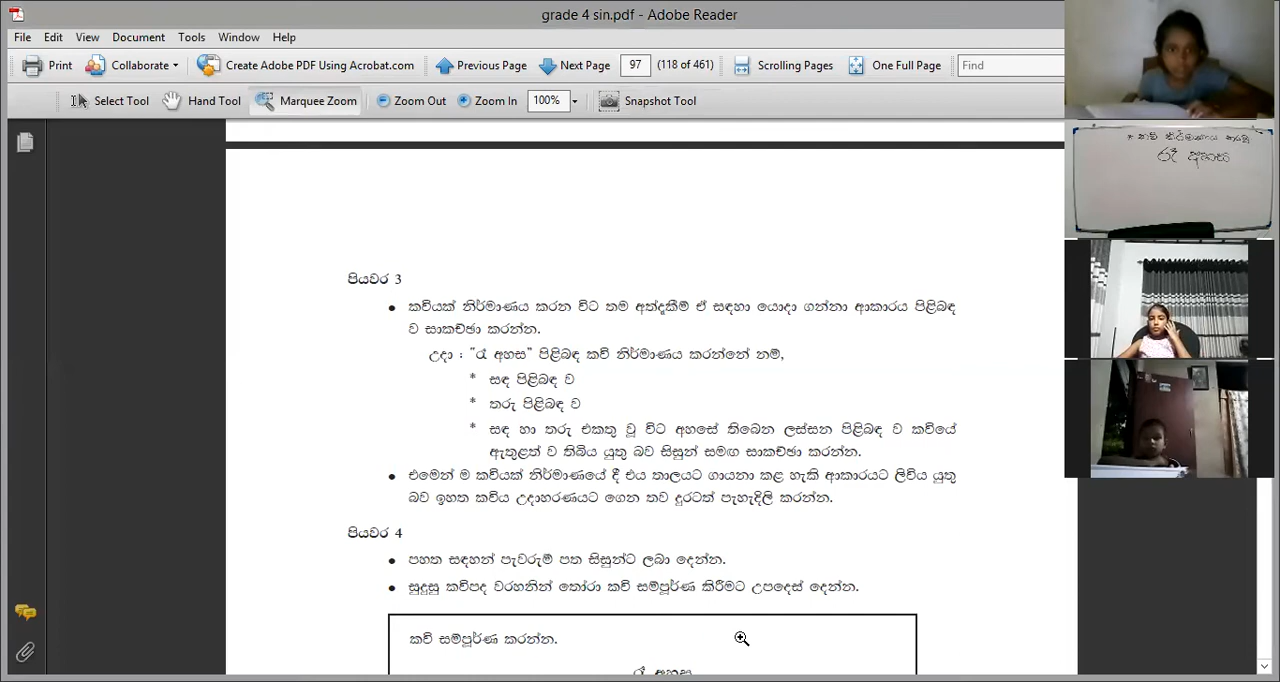 grade 4 sin.pdf - Adobe Reader
File Edit View Document Tools Window Help
Print Collaborate Create Adobe PDF Using Acrobat.com Previous Page Next Page 97 (118 of 461) Scrolling Pages One Full Page Find
Select Tool Hand Tool Marquee Zoom Zoom Out Zoom In 100% Snapshot Tool
* කවි නිර්මාණය කරමු
රෑ අහස
පියවර 3
• කවියක් නිර්මාණය කරන විට තම අත්දැකීම් ඒ සඳහා යොදා ගන්නා ආකාරය පිළිබඳ
ව සාකච්ඡා කරන්න.
උදා : "රෑ අහස" පිළිබඳ කවි නිර්මාණය කරන්නේ නම්,
* සඳ පිළිබඳ ව
* තරු පිළිබඳ ව
* සඳ හා තරු එකතු වූ විට අහසේ තිබෙන ලස්සන පිළිබඳ ව කවියේ
ඇතුළත් ව තිබිය යුතු බව සිසුන් සමඟ සාකච්ඡා කරන්න.
• එමෙන් ම කවියක් නිර්මාණයේ දී එය තාලයට ගායනා කළ හැකි ආකාරයට ලිවිය යුතු
බව ඉහත කවිය උදාහරණයට ගෙන තව දුරටත් පැහැදිලි කරන්න.
පියවර 4
• පහත සඳහන් පැවරුම් පත සිසුන්ට ලබා දෙන්න.
• සුදුසු කවිපද වරහනින් තෝරා කවි සම්පූර්ණ කිරීමට උපදෙස් දෙන්න.
කවි සම්පූර්ණ කරන්න.
රෑ අහස